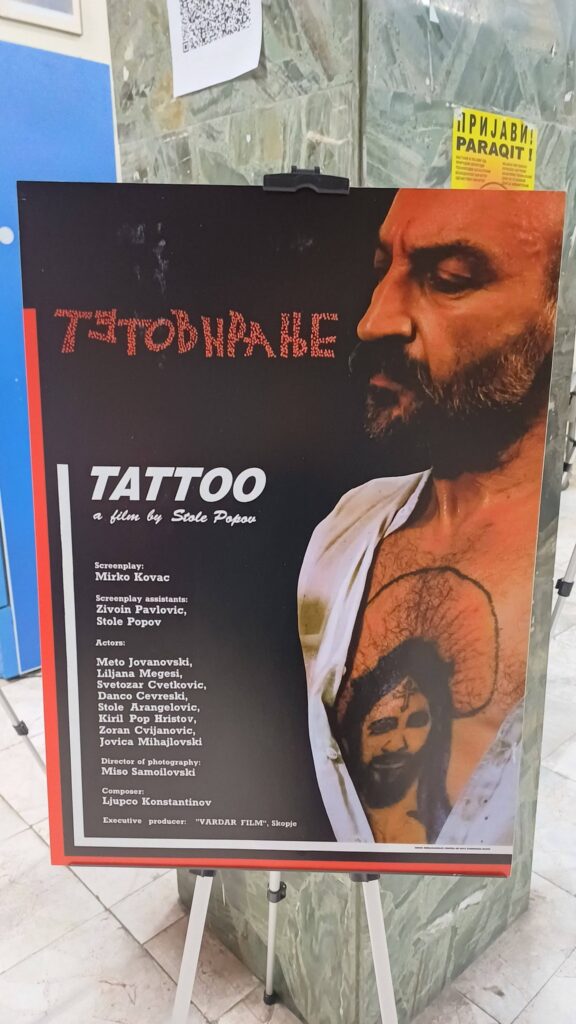 ПРИЈАВИ!
PARAQIT !
ТЕТОВИРАЊЕ
TATTOO
a film by Stole Popov
Screenplay:
Mirko Kovac
Screenplay assistants:
Zivoin Pavlovic,
Stole Popov
Actors:
Meto Jovanovski,
Liljana Megesi,
Svetozar Cvetkovic,
Danco Cevreski,
Stole Arangelovic,
Kiril Pop Hristov,
Zoran Cvijanovic,
Jovica Mihajlovski
Director of photography:
Miso Samoilovski
Composer:
Ljupco Konstantinov
Executive producer: "VARDAR FILM", Skopje